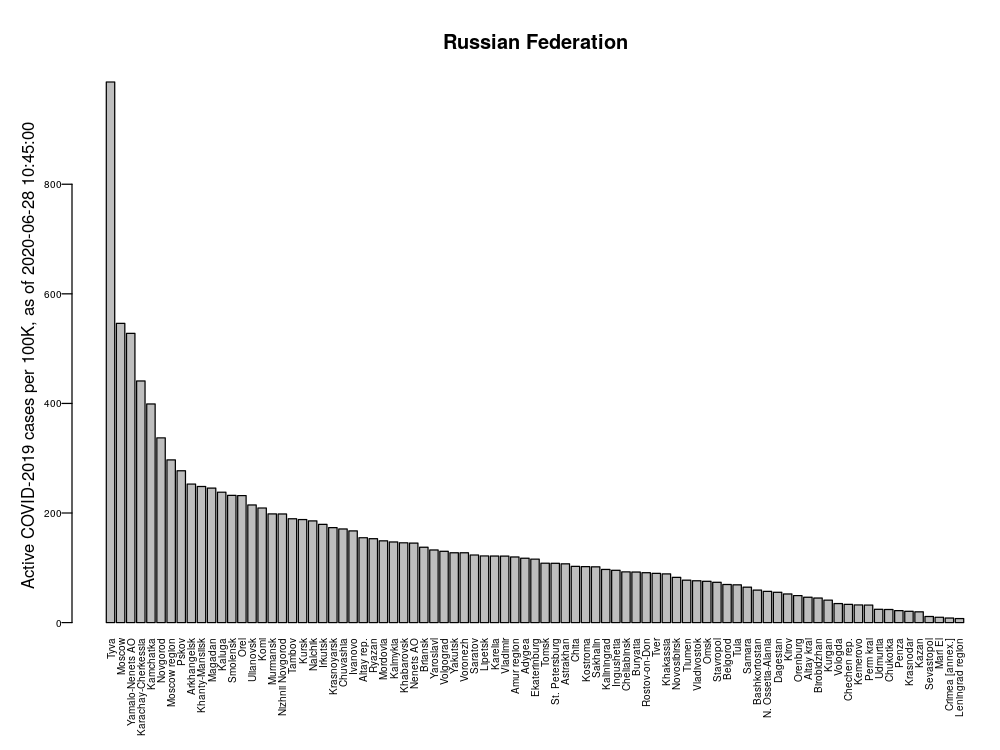 Russian Federation
Active COVID-2019 cases per 100K, as of 2020-06-28 10:45:00
800
600
400
200
0
Tyva
Moscow
Yamalo-Nenets AO
Karachay-Cherkessia
Kamchatka
Novgorod
Moscow region
Pskov
Arkhangelsk
Khanty-Mansiisk
Magadan
Kaluga
Smolensk
Orel
Ulianovsk
Komi
Murmansk
Nizhnii Novgorod
Tambov
Kursk
Nalchik
Irkutsk
Krasnoyarsk
Chuvashia
Ivanovo
Altay rep.
Ryazan
Mordovia
Kalmykia
Khabarovsk
Nenets AO
Briansk
Yaroslavl
Volgograd
Yakutsk
Voronezh
Saratov
Lipetsk
Karelia
Vladimir
Amur region
Adygea
Ekaterinburg
Tomsk
St. Petersburg
Astrakhan
Chita
Kostroma
Sakhalin
Kaliningrad
Ingushetia
Cheliabinsk
Buryatia
Rostov-on-Don
Tver
Khakassia
Novosibirsk
Tiumen
Vladivostok
Omsk
Stavropol
Belgorod
Tula
Samara
Bashkortostan
N. Ossetia-Alania
Dagestan
Kirov
Orenburg
Altay krai
Birobidzhan
Kurgan
Vologda
Chechen rep.
Kemerovo
Perm krai
Udmurtia
Chukotka
Penza
Krasnodar
Kazan
Sevastopol
Mari El
Crimea [annex.]
Leningrad region